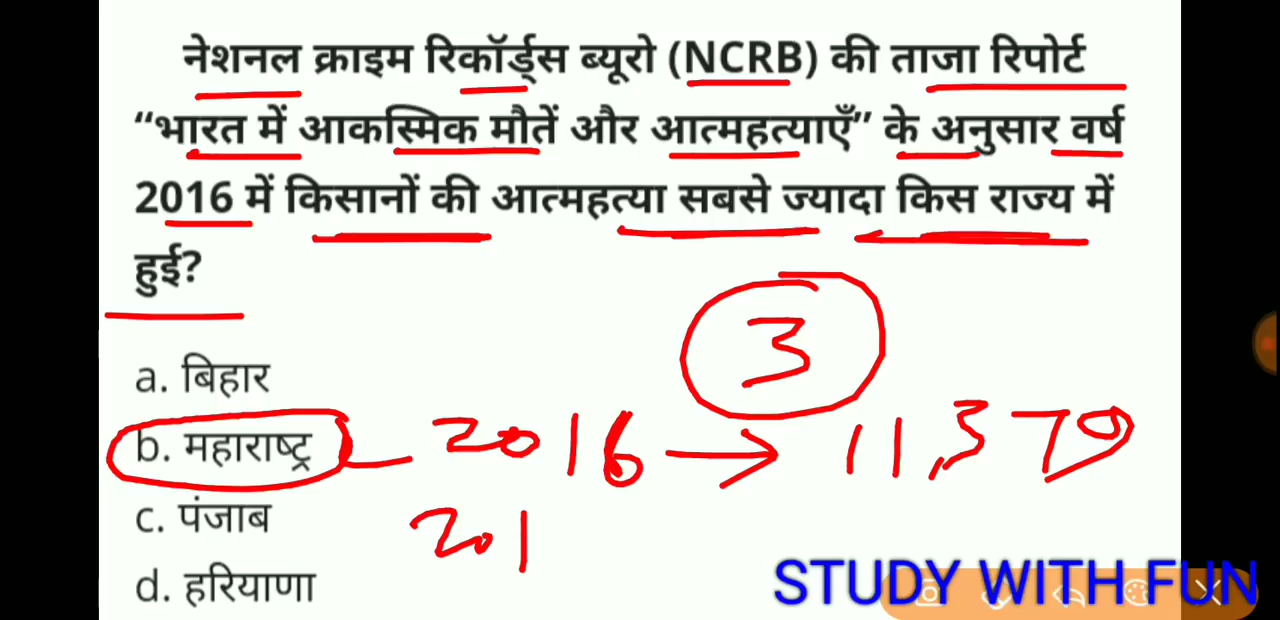 नेशनल क्राइम रिकॉर्ड्स ब्यूरो (NCRB) की ताजा रिपोर्ट
“भारत में आकस्मिक मौतें और आत्महत्याएँ” के अनुसार वर्ष
2016 में किसानों की आत्महत्या सबसे ज्यादा किस राज्य में
हुई?
3
a. बिहार
b. महाराष्ट्र 2016 → 11,379
c. पंजाब 201
d. हरियाणा
STUDY WITH FUN